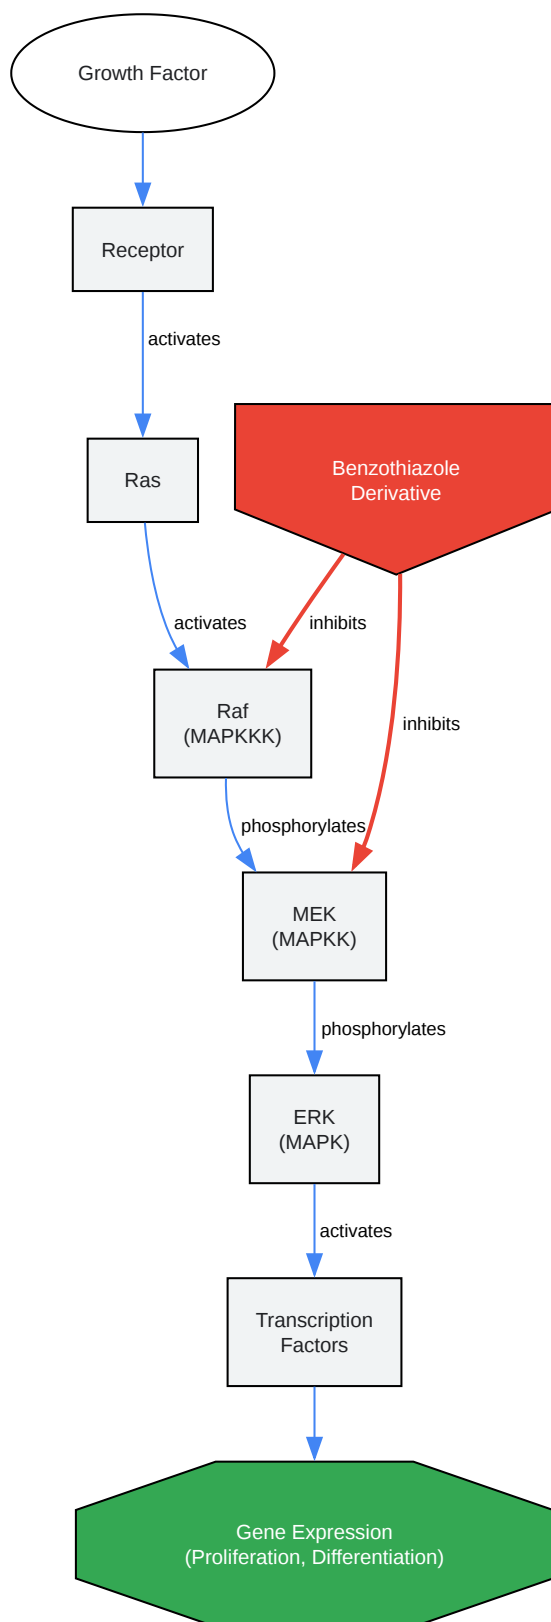 Growth Factor
Receptor
activates
Ras
Benzothiazole
Derivative
activates
inhibits
Raf
(MAPKKK)
inhibits
phosphorylates
MEK
(MAPKK)
phosphorylates
ERK
(MAPK)
activates
Transcription
Factors
Gene Expression
(Proliferation, Differentiation)